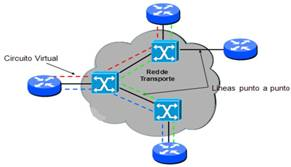 Circuito Virtual
Red de
Transporte
Líneas punto a punto